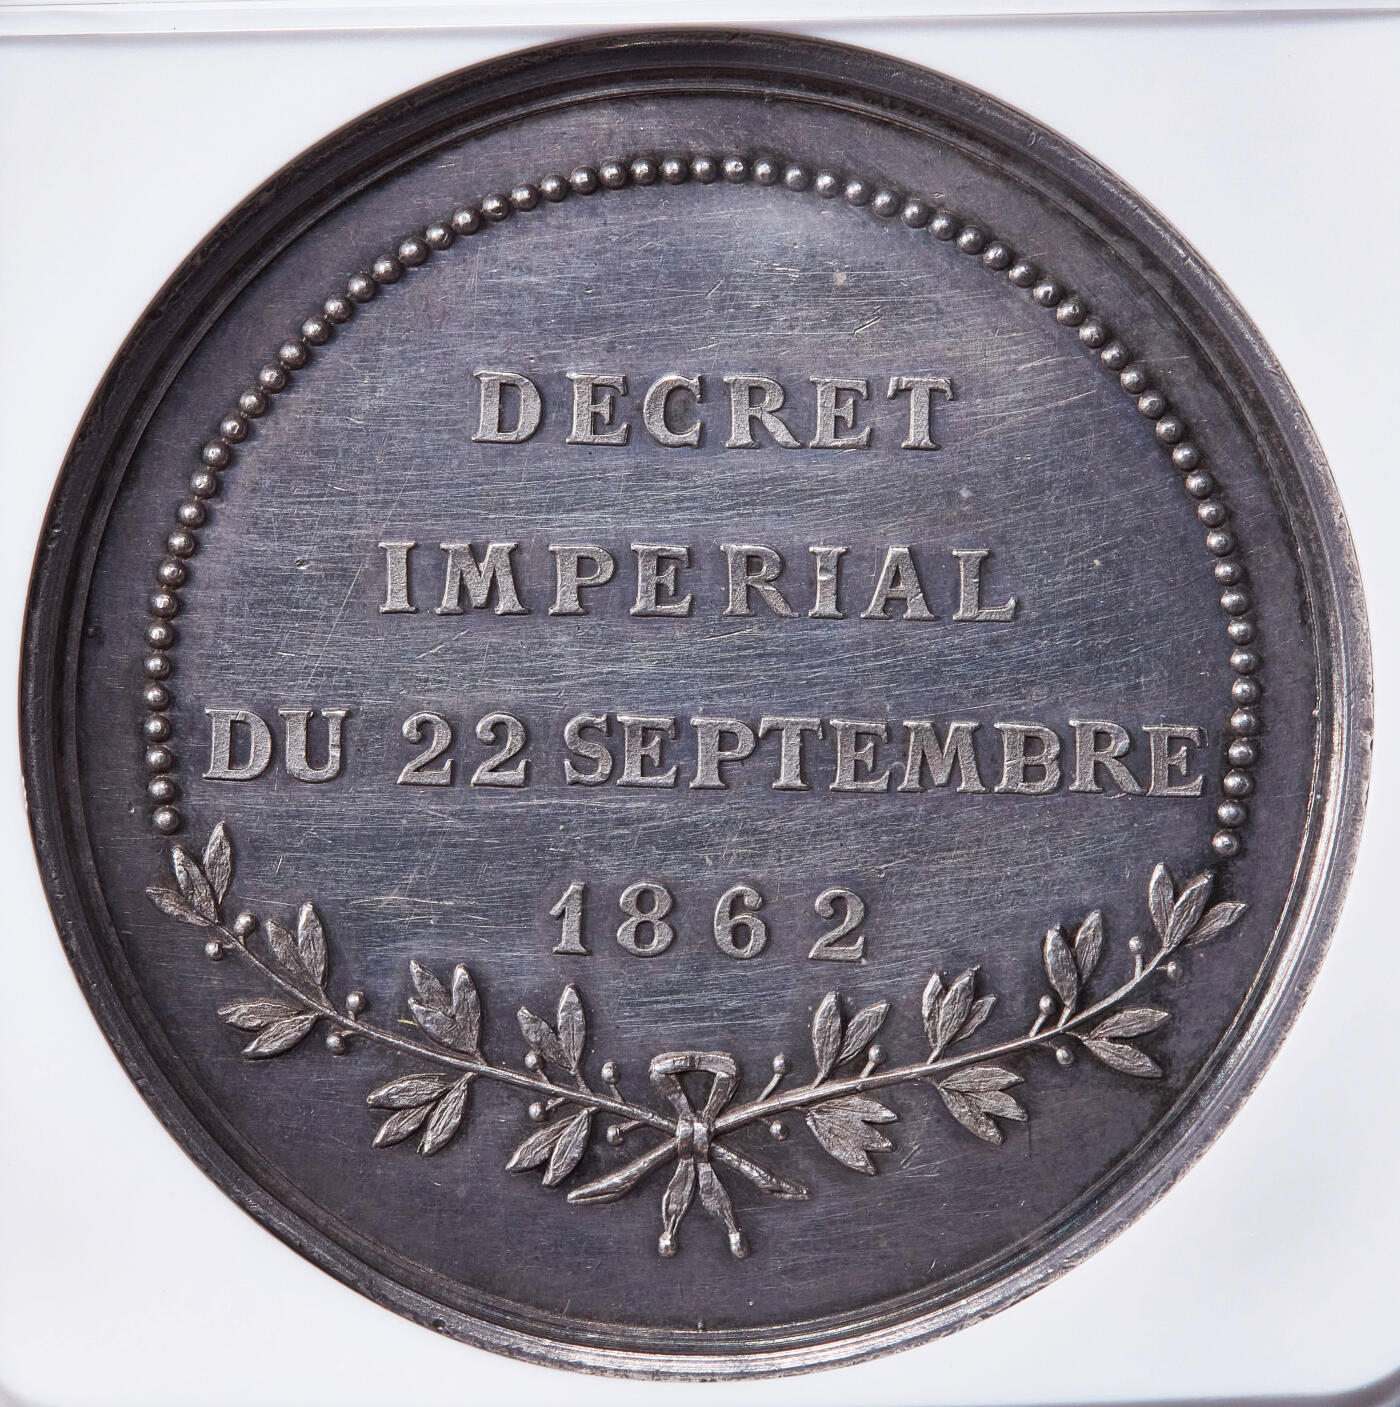 DECRET
IMPERIAL
DU 22 SEPTEMBRE
1862